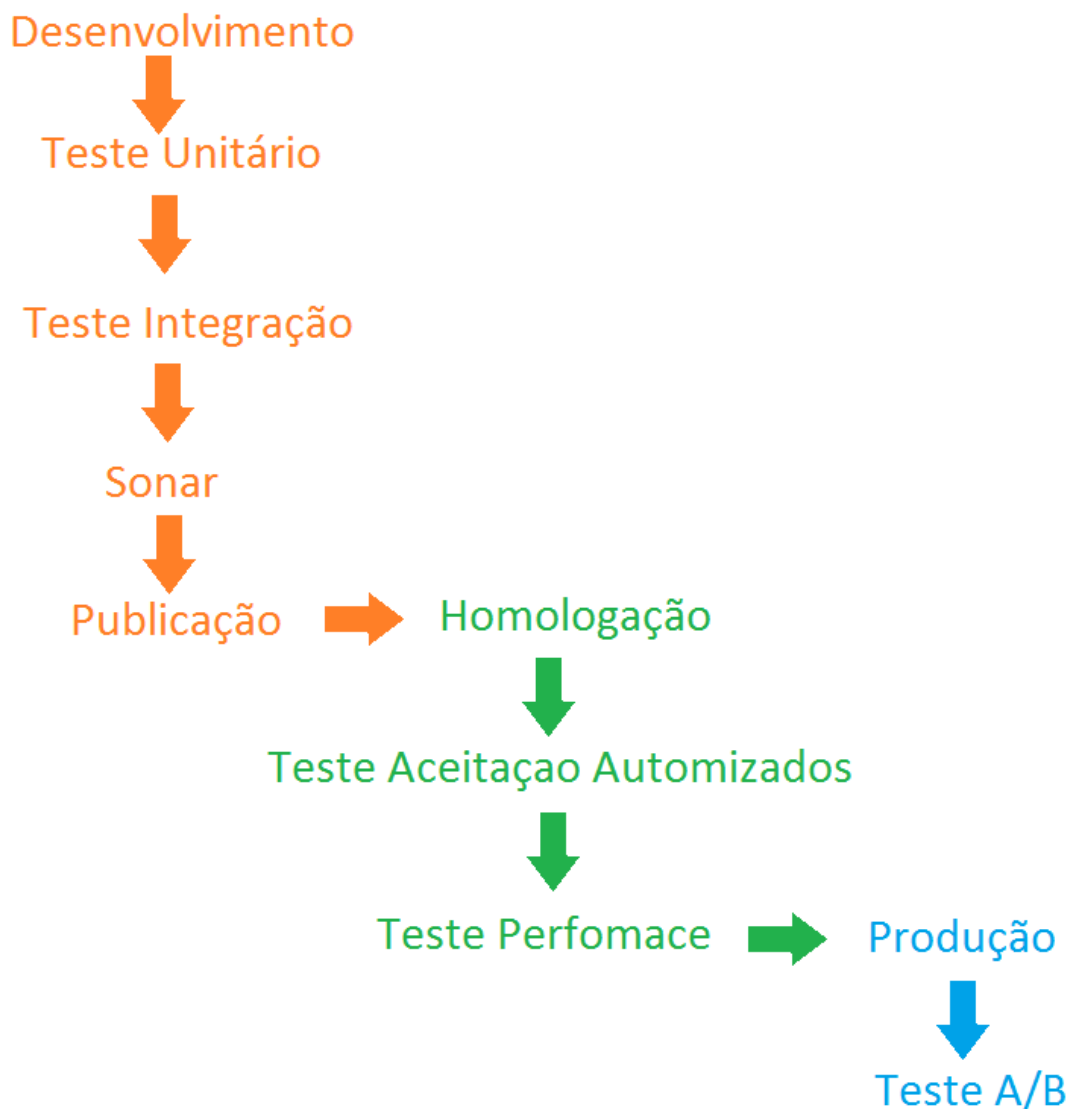 Desenvolvimento
Teste Unitário
Teste Integração
Sonar
Publicação
Homologação
Teste Aceitaçao Automizados
Teste Perfomace
Produção
Teste A/B